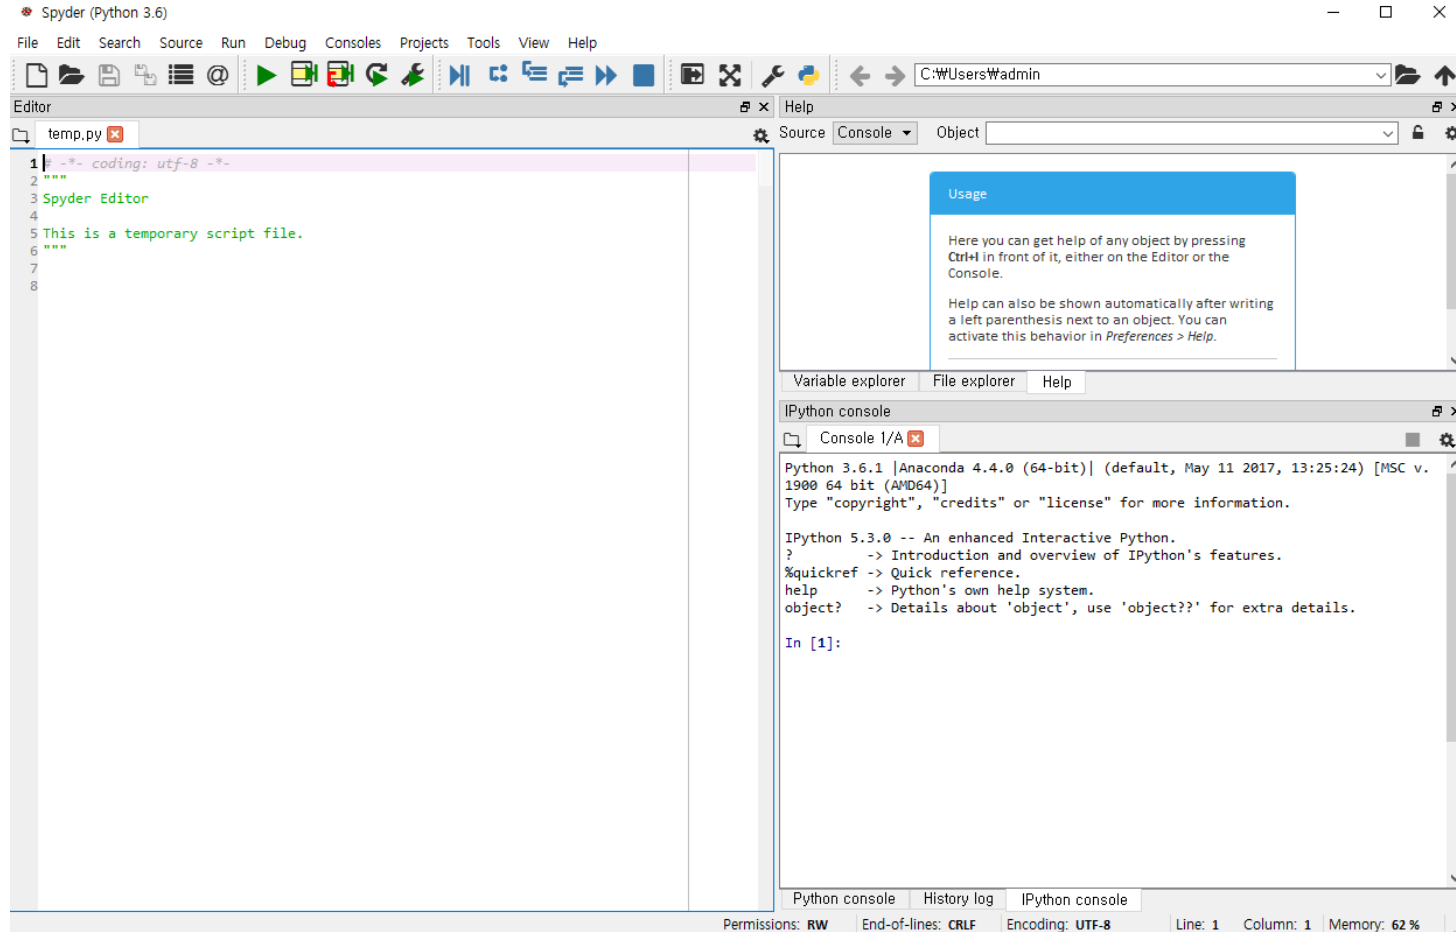 Spyder (Python 3.6)
File Edit Search Source Run Debug Consoles Projects Tools View Help
C:₩Users₩admin
Editor
temp.py
1 # -*- coding: utf-8 -*-
2 """
3 Spyder Editor
4
5 This is a temporary script file.
6 """
7
8
Help
Source Console Object
Usage
Here you can get help of any object by pressing
Ctrl+I in front of it, either on the Editor or the
Console.
Help can also be shown automatically after writing
a left parenthesis next to an object. You can
activate this behavior in Preferences > Help.
Variable explorer File explorer Help
IPython console
Console 1/A
Python 3.6.1 |Anaconda 4.4.0 (64-bit)| (default, May 11 2017, 13:25:24) [MSC v.
1900 64 bit (AMD64)]
Type "copyright", "credits" or "license" for more information.
IPython 5.3.0 -- An enhanced Interactive Python.
? -> Introduction and overview of IPython's features.
%quickref -> Quick reference.
help -> Python's own help system.
object? -> Details about 'object', use 'object??' for extra details.
In [1]:
Python console History log IPython console
Permissions: RW End-of-lines: CRLF Encoding: UTF-8 Line: 1 Column: 1 Memory: 62 %